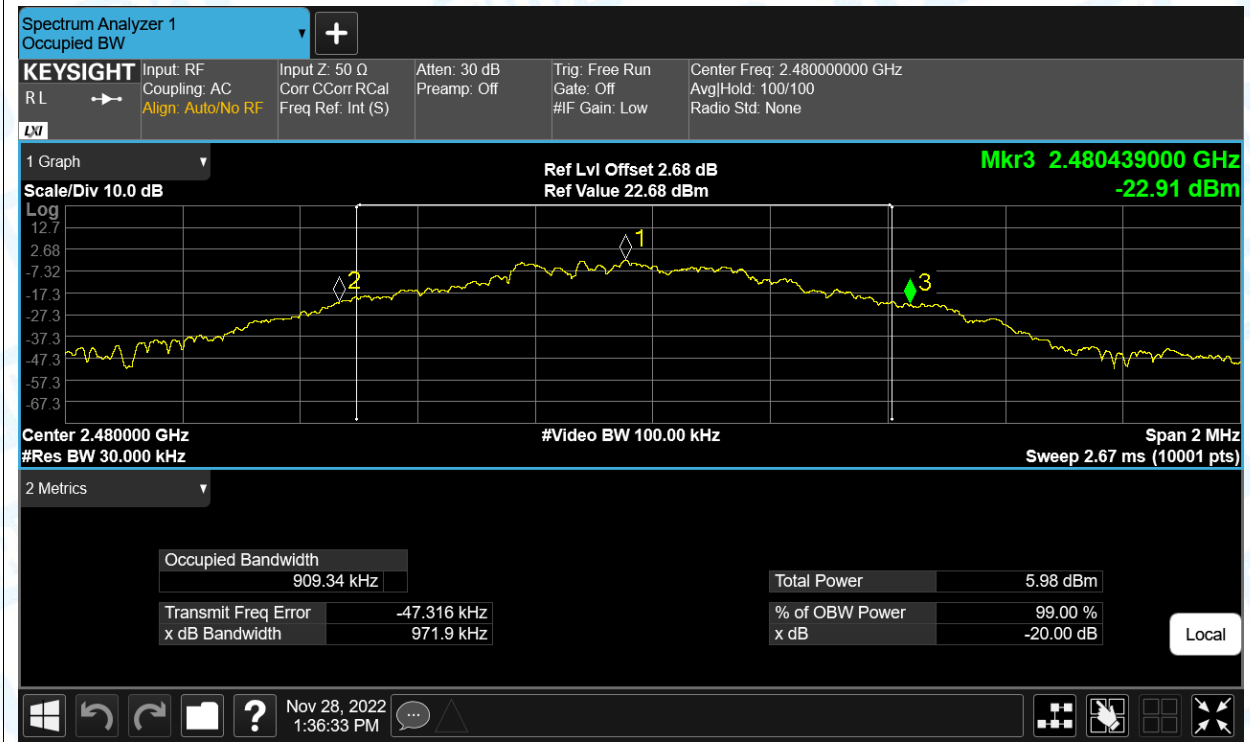 Spectrum Analyzer 1
Occupied BW
+
KEYSIGHT
R L
LXI
Input: RF
Coupling: AC
Align: Auto/No RF
Input Z: 50 Ω
Corr CCorr RCal
Freq Ref: Int (S)
Atten: 30 dB
Preamp: Off
Trig: Free Run
Gate: Off
#IF Gain: Low
Center Freq: 2.480000000 GHz
Avg|Hold: 100/100
Radio Std: None
1 Graph
Scale/Div 10.0 dB
Ref Lvl Offset 2.68 dB
Ref Value 22.68 dBm
Mkr3 2.480439000 GHz
-22.91 dBm
Log
12.7
2.68
-7.32
-17.3
-27.3
-37.3
-47.3
-57.3
-67.3
1
2
3
Center 2.480000 GHz
#Video BW 100.00 kHz
Span 2 MHz
#Res BW 30.000 kHz
Sweep 2.67 ms (10001 pts)
2 Metrics
Occupied Bandwidth
909.34 kHz
Total Power 5.98 dBm
Transmit Freq Error -47.316 kHz
% of OBW Power 99.00 %
x dB Bandwidth 971.9 kHz
x dB -20.00 dB
Local
?
Nov 28, 2022
1:36:33 PM